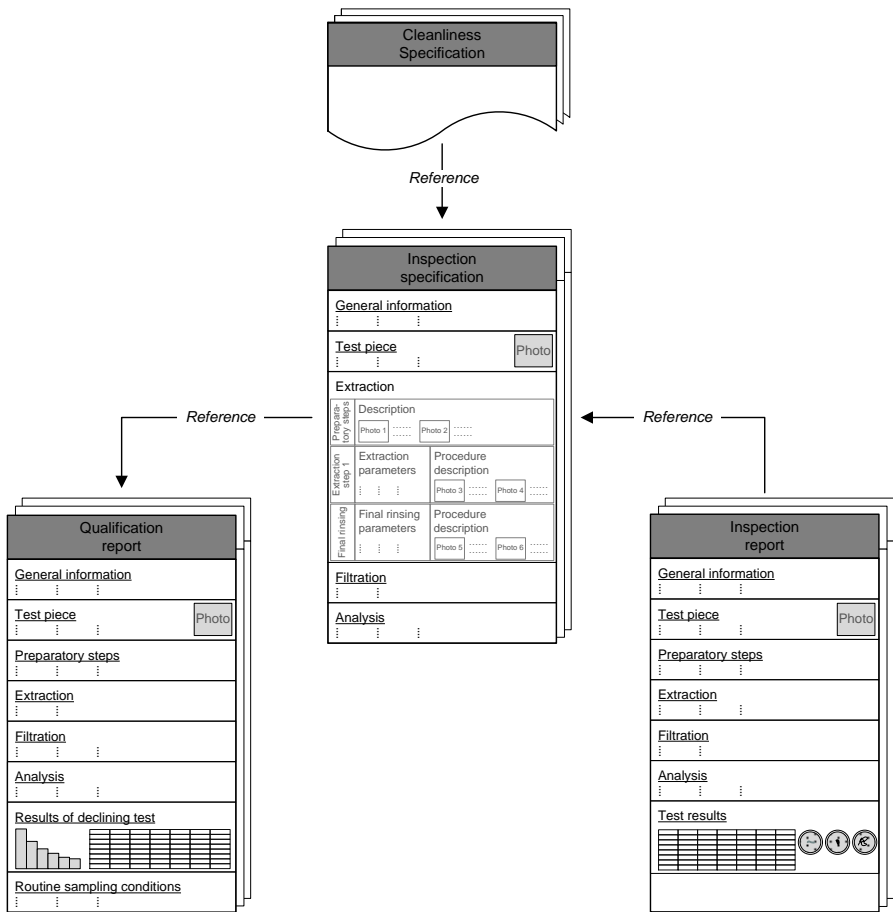 Cleanliness
Specification
Reference
Inspection
specification
General information
Test piece
Photo
Extraction
Prepara-
tory steps
Description
Photo 1
Photo 2
Extraction
step 1
Extraction
parameters
Procedure
description
Photo 3
Photo 4
Final rinsing
Final rinsing
parameters
Procedure
description
Photo 5
Photo 6
Filtration
Analysis
Reference
Reference
Qualification
report
General information
Test piece
Photo
Preparatory steps
Extraction
Filtration
Analysis
Results of declining test
Routine sampling conditions
Inspection
report
General information
Test piece
Photo
Preparatory steps
Extraction
Filtration
Analysis
Test results